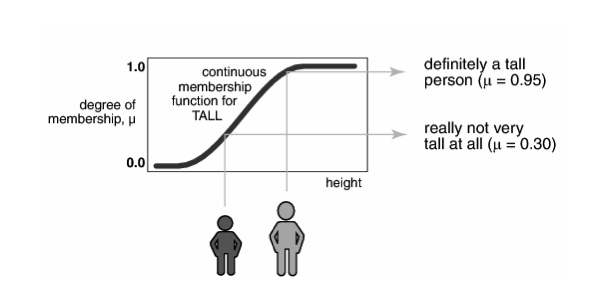 1.0
continuous
membership
function for
TALL
definitely a tall
person (μ = 0.95)
degree of
membership, μ
really not very
tall at all (μ = 0.30)
0.0
height